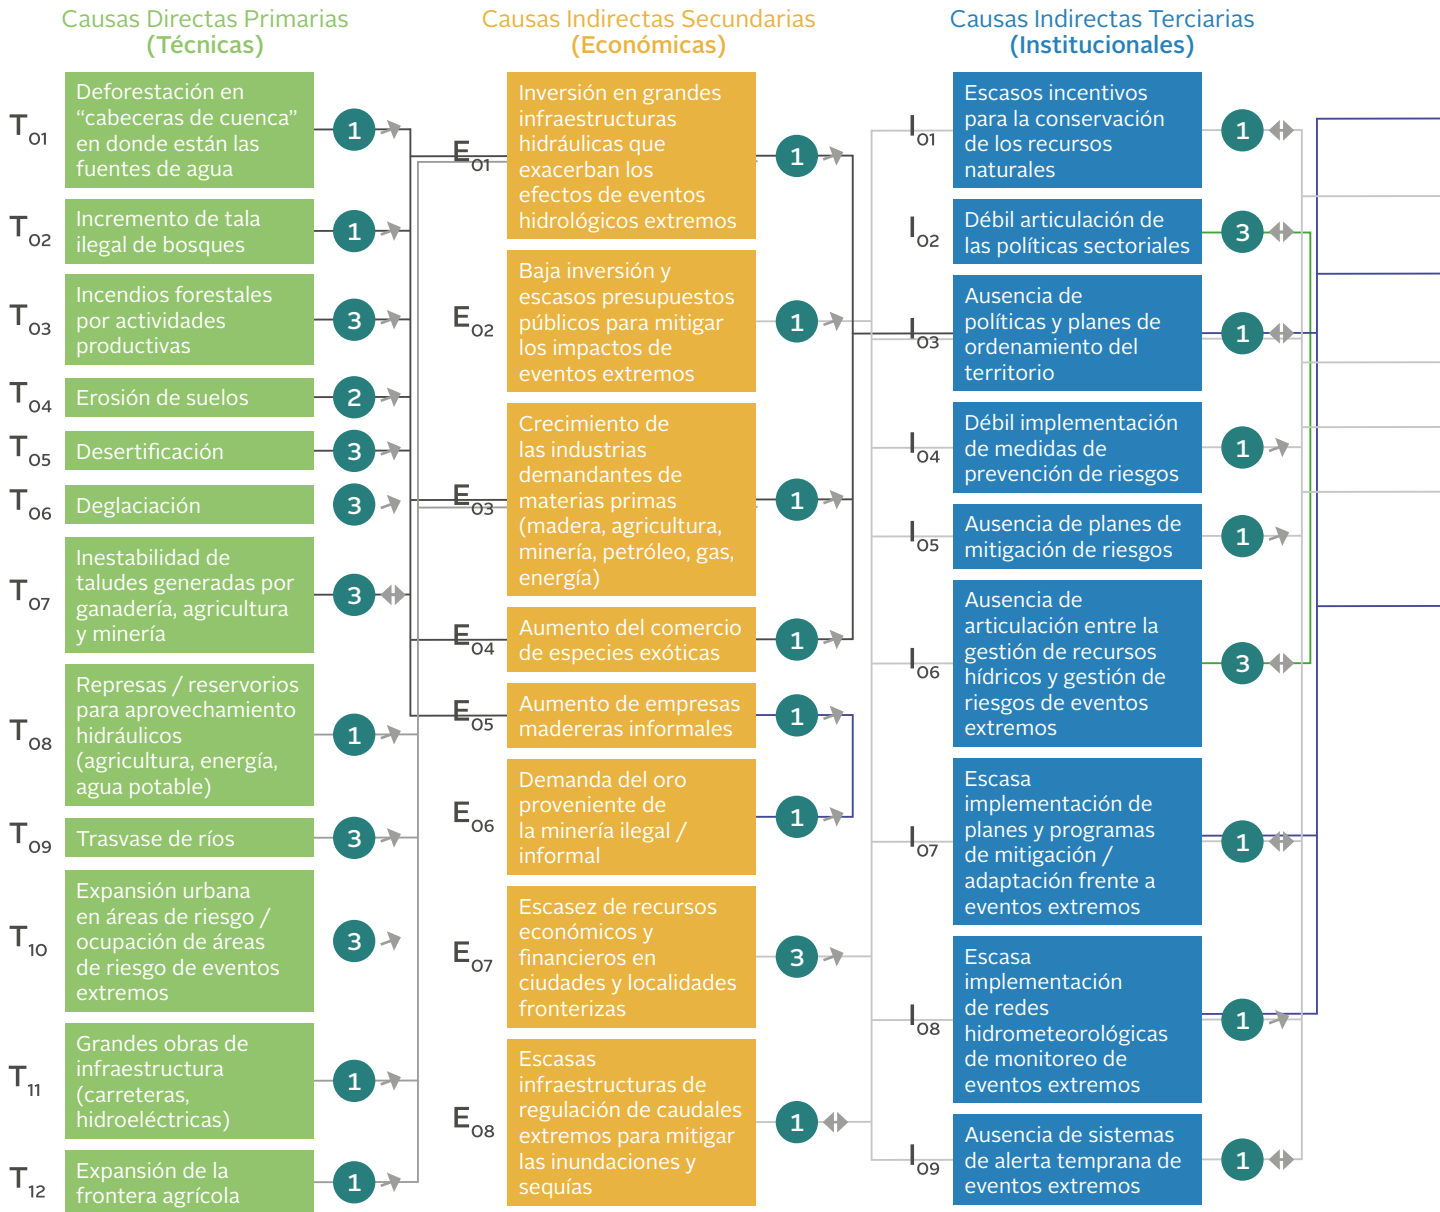 Causas Directas Primarias
(Técnicas)
T01
Deforestación en
“cabeceras de cuenca”
en donde están las
fuentes de agua
1
T02
Incremento de tala
ilegal de bosques
1
T03
Incendios forestales
por actividades
productivas
3
T04
Erosión de suelos
2
T05
Desertificación
3
T06
Deglaciación
3
T07
Inestabilidad de
taludes generadas por
ganadería, agricultura
y minería
3
T08
Represas / reservorios
para aprovechamiento
hidráulicos
(agricultura, energía,
agua potable)
1
T09
Trasvase de ríos
3
T10
Expansión urbana
en áreas de riesgo /
ocupación de áreas
de riesgo de eventos
extremos
3
T11
Grandes obras de
infraestructura
(carreteras,
hidroeléctricas)
1
T12
Expansión de la
frontera agrícola
1
Causas Indirectas Secundarias
(Económicas)
E01
Inversión en grandes
infraestructuras
hidráulicas que
exacerban los
efectos de eventos
hidrológicos extremos
1
E02
Baja inversión y
escasos presupuestos
públicos para mitigar
los impactos de
eventos extremos
1
E03
Crecimiento de
las industrias
demandantes de
materias primas
(madera, agricultura,
minería, petróleo, gas,
energía)
1
E04
Aumento del comercio
de especies exóticas
1
E05
Aumento de empresas
madereras informales
1
E06
Demanda del oro
proveniente de
la minería ilegal /
informal
1
E07
Escasez de recursos
económicos y
financieros en
ciudades y localidades
fronterizas
3
E08
Escasas
infraestructuras de
regulación de caudales
extremos para mitigar
las inundaciones y
sequías
1
Causas Indirectas Terciarias
(Institucionales)
I01
Escasos incentivos
para la conservación
de los recursos
naturales
1
I02
Débil articulación de
las políticas sectoriales
3
I03
Ausencia de
políticas y planes de
ordenamiento del
territorio
1
I04
Débil implementación
de medidas de
prevención de riesgos
1
I05
Ausencia de planes de
mitigación de riesgos
1
I06
Ausencia de
articulación entre la
gestión de recursos
hídricos y gestión de
riesgos de eventos
extremos
3
I07
Escasa
implementación de
planes y programas
de mitigación /
adaptación frente a
eventos extremos
1
I08
Escasa
implementación
de redes
hidrometeorológicas
de monitoreo de
eventos extremos
1
I09
Ausencia de sistemas
de alerta temprana de
eventos extremos
1